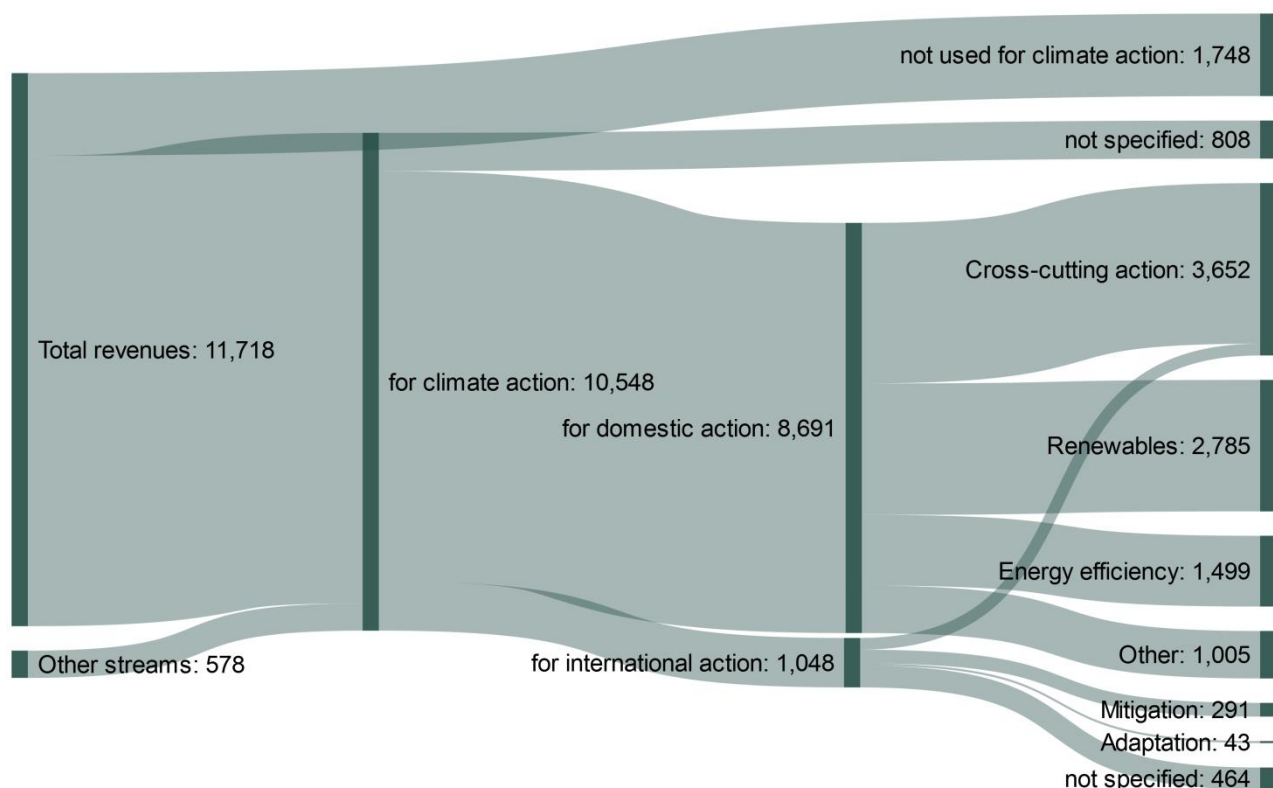 not used for climate action: 1,748
not specified: 808
Cross-cutting action: 3,652
Total revenues: 11,718
for climate action: 10,548
for domestic action: 8,691
Renewables: 2,785
Energy efficiency: 1,499
Other streams: 578
for international action: 1,048
Other: 1,005
Mitigation: 291
Adaptation: 43
not specified: 464